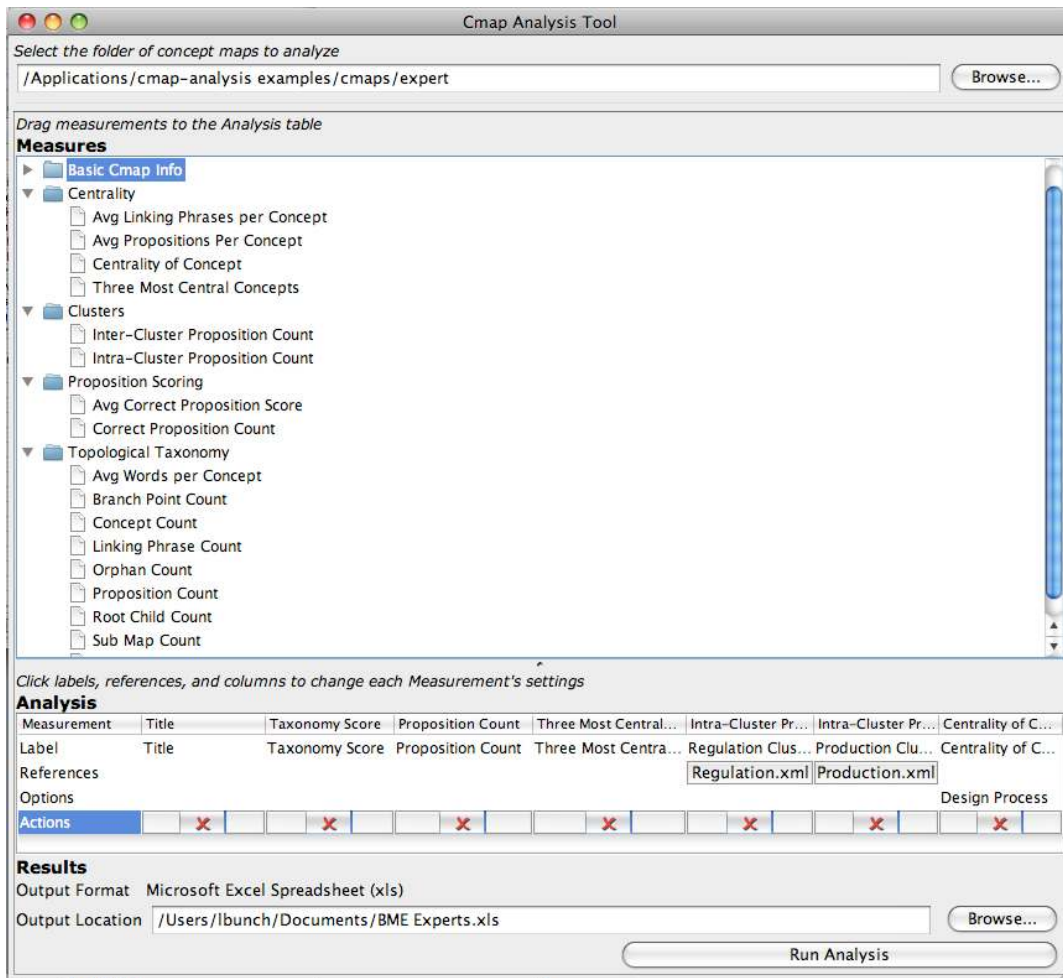 Cmap Analysis Tool
Select the folder of concept maps to analyze
/Applications/cmap-analysis examples/cmaps/expert Browse...
Drag measurements to the Analysis table
Measures
Basic Cmap Info
Centrality
Avg Linking Phrases per Concept
Avg Propositions Per Concept
Centrality of Concept
Three Most Central Concepts
Clusters
Inter-Cluster Proposition Count
Intra-Cluster Proposition Count
Proposition Scoring
Avg Correct Proposition Score
Correct Proposition Count
Topological Taxonomy
Avg Words per Concept
Branch Point Count
Concept Count
Linking Phrase Count
Orphan Count
Proposition Count
Root Child Count
Sub Map Count
Click labels, references, and columns to change each Measurement's settings
Analysis
Measurement Title Taxonomy Score Proposition Count Three Most Central... Intra-Cluster Pr... Intra-Cluster Pr... Centrality of C...
Label Title Taxonomy Score Proposition Count Three Most Centra... Regulation Clus... Production Clu... Centrality of C...
References Regulation.xml Production.xml
Options Design Process
Actions
Results
Output Format Microsoft Excel Spreadsheet (xls)
Output Location /Users/lbunch/Documents/BME Experts.xls Browse...
Run Analysis